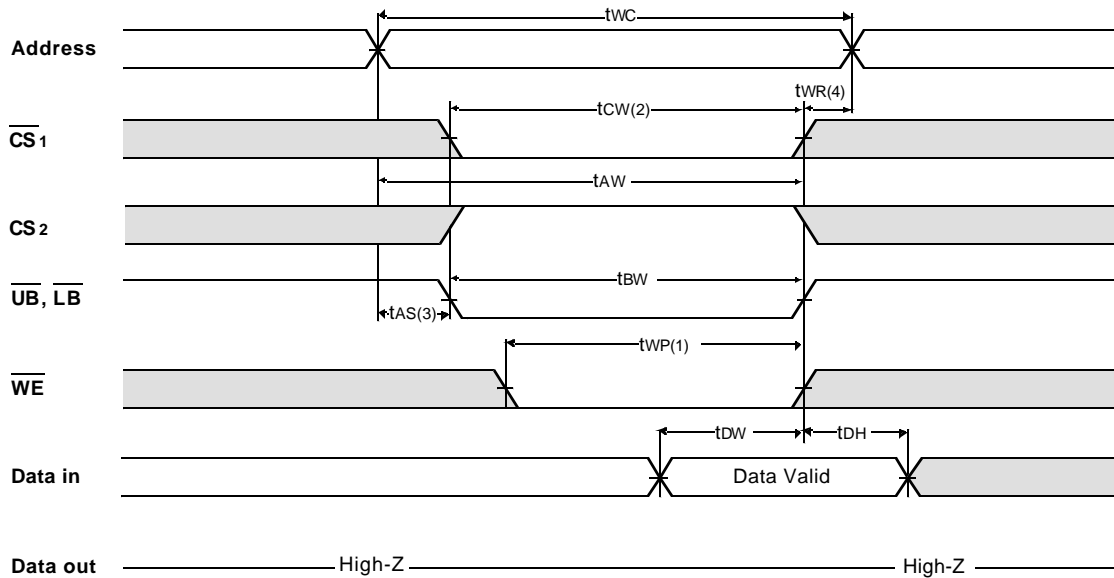 tWC
Address
tWR(4)
tCW(2)
CS1
tAW
CS2
tBW
UB, LB
tAS(3)
tWP(1)
WE
tDW
tDH
Data in
Data Valid
Data out
High-Z
High-Z